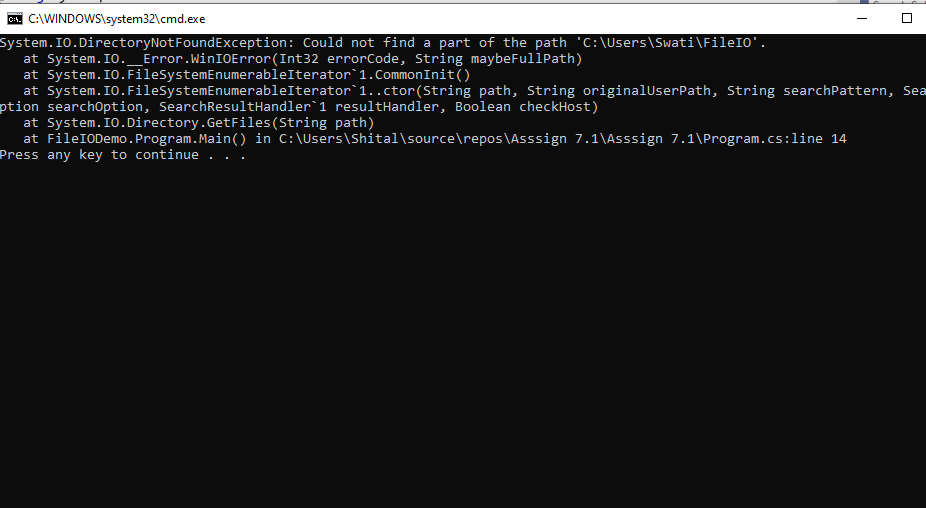 C:\WINDOWS\system32\cmd.exe
System.IO.DirectoryNotFoundException: Could not find a part of the path 'C:\Users\Swati\FileIO'.
   at System.IO.__Error.WinIOError(Int32 errorCode, String maybeFullPath)
   at System.IO.FileSystemEnumerableIterator`1.CommonInit()
   at System.IO.FileSystemEnumerableIterator`1..ctor(String path, String originalUserPath, String searchPattern, Sea
ption searchOption, SearchResultHandler`1 resultHandler, Boolean checkHost)
   at System.IO.Directory.GetFiles(String path)
   at FileIODemo.Program.Main() in C:\Users\Shital\source\repos\Asssign 7.1\Asssign 7.1\Program.cs:line 14
Press any key to continue . . .